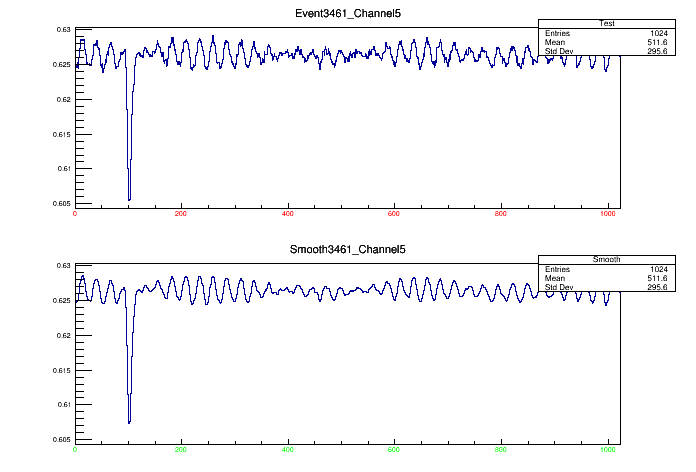 Event3461_Channel5
Test
Entries 1024
Mean 511.6
Std Dev 295.6
0.63
0.625
0.62
0.615
0.61
0.605
0 200 400 600 800 1000
Smooth3461_Channel5
Smooth
Entries 1024
Mean 511.6
Std Dev 295.6
0.63
0.625
0.62
0.615
0.61
0.605
0 200 400 600 800 1000